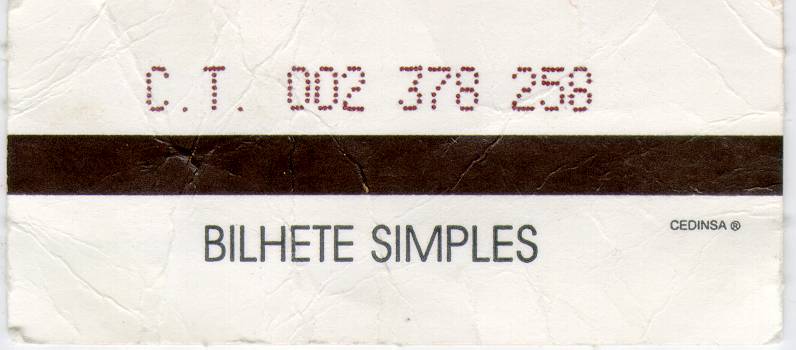 C.T. 002 378 258
BILHETE SIMPLES
CEDINSA ®